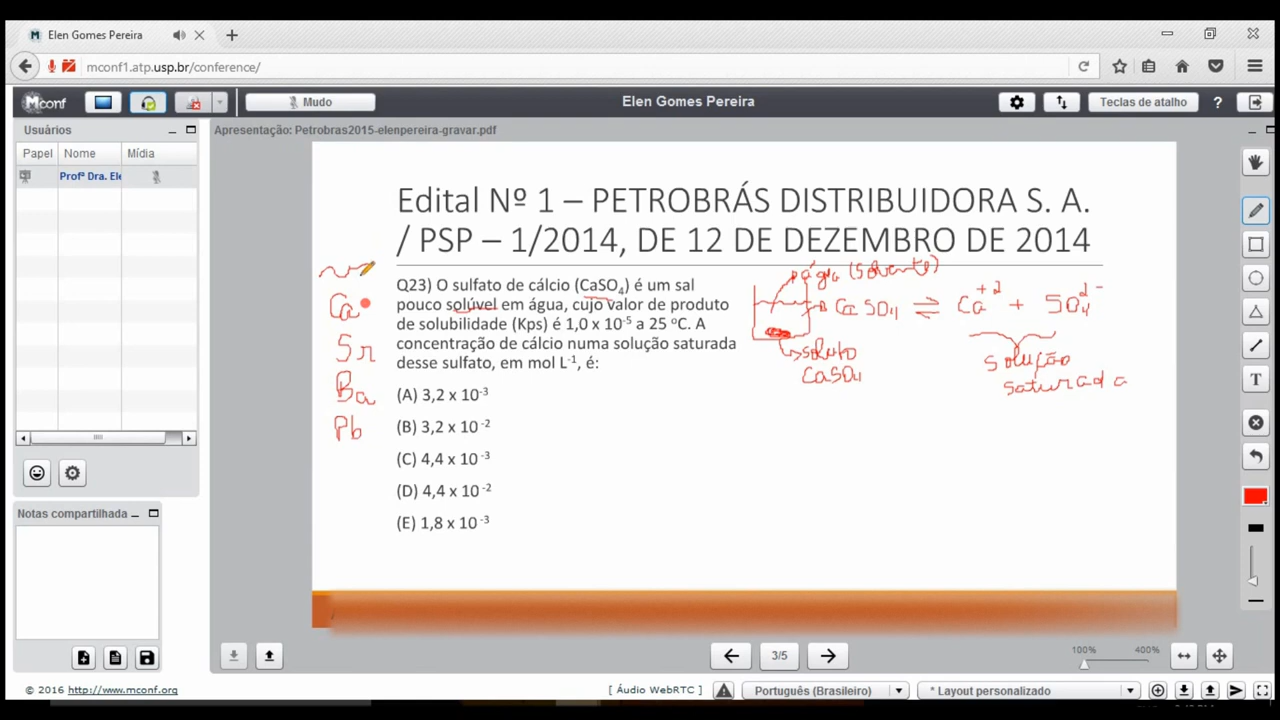 Elen Gomes Pereira
mconf1.atp.usp.br/conference/
Mconf
Mudo
Elen Gomes Pereira
Teclas de atalho
?
Usuários
Apresentação: Petrobras2015-elenpereira-gravar.pdf
Papel Nome Mídia
Profª Dra. Ele
Edital Nº 1 – PETROBRÁS DISTRIBUIDORA S. A.
/ PSP – 1/2014, DE 12 DE DEZEMBRO DE 2014
Q23) O sulfato de cálcio (CaSO₄) é um sal
pouco solúvel em água, cujo valor de produto
de solubilidade (Kps) é 1,0 x 10⁻⁵ a 25 ºC. A
concentração de cálcio numa solução saturada
desse sulfato, em mol L⁻¹, é:
(A) 3,2 x 10⁻³
(B) 3,2 x 10⁻²
(C) 4,4 x 10⁻³
(D) 4,4 x 10⁻²
(E) 1,8 x 10⁻³
Ca
Sr
Ba
Pb
água (solvente)
CaSO₄ ⇌ Ca⁺² + SO₄²⁻
soluto
CaSO₄
solução
saturada
T
Notas compartilhada
3/5
100% 400%
© 2016 http://www.mconf.org
[ Áudio WebRTC ]
Português (Brasileiro)
* Layout personalizado